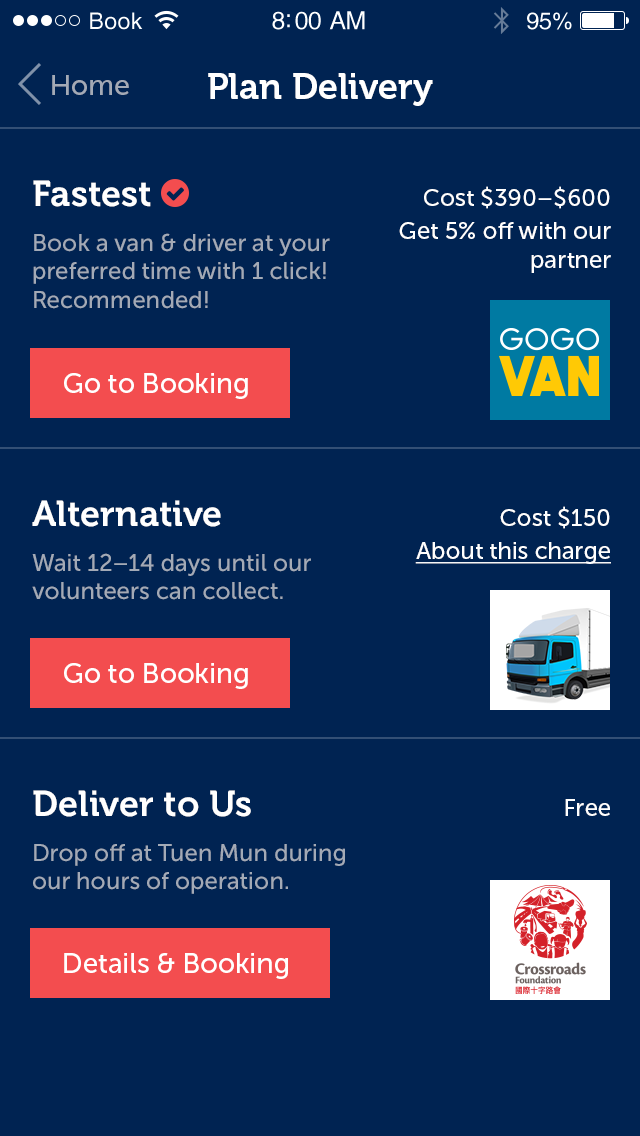 Book
8:00 AM
95%
Home
Plan Delivery
Fastest
Cost $390–$600
Get 5% off with our
partner
Book a van & driver at your
preferred time with 1 click!
Recommended!
GOGO
VAN
Go to Booking
Alternative
Cost $150
About this charge
Wait 12–14 days until our
volunteers can collect.
Go to Booking
Deliver to Us
Free
Drop off at Tuen Mun during
our hours of operation.
Details & Booking
Crossroads
Foundation
國際十字路會